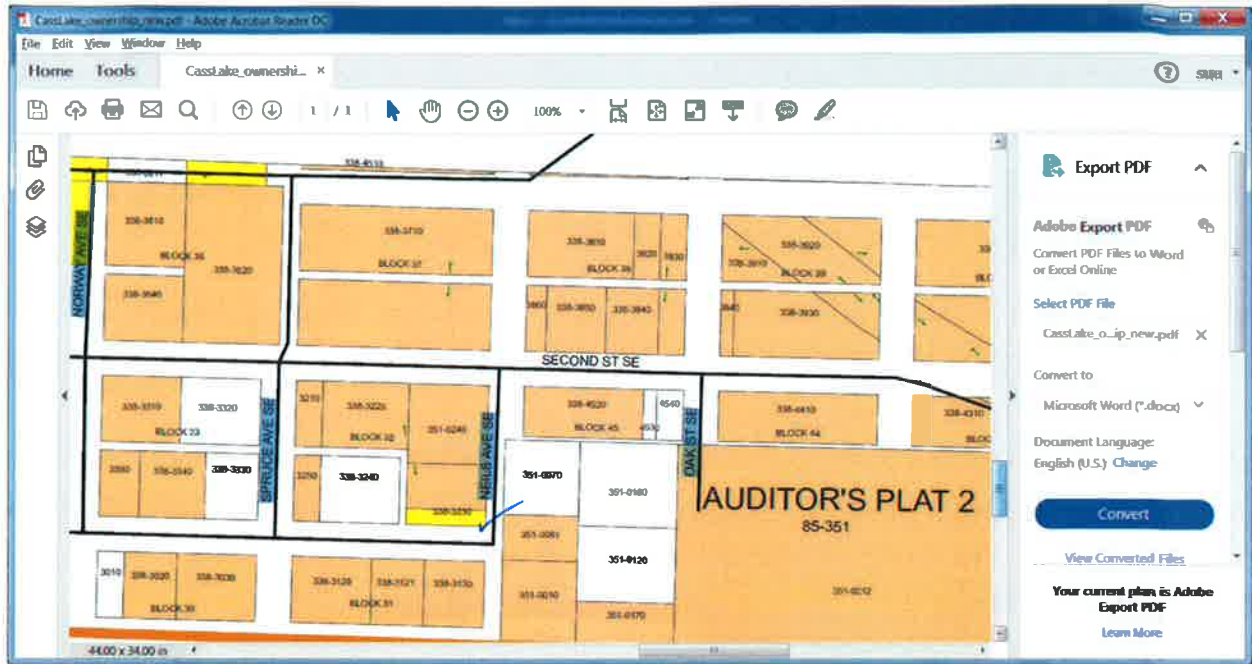 CassLake_ownership_new.pdf - Adobe Acrobat Reader DC
File Edit View Window Help
Home Tools CassLake_ownershi... ×
1 / 1 100%
338-4510
338-3610
BLOCK 36
338-3620
338-3640
NORWAY AVE SE
338-3710
BLOCK 37
338-3810
3820
3830
BLOCK 38
3860
338-3850
338-3840
338-3920
338-3910
BLOCK 39
3940
338-3930
SECOND ST SE
338-3310
338-3320
BLOCK 33
338-3340
338-3330
SPRUCE AVE SE
3210
338-3220
351-0240
BLOCK 32
3250
338-3240
338-3230
NEILS AVE SE
338-4520
4540
4530
BLOCK 45
OAK ST SE
338-4410
BLOCK 44
338-4310
BLOC
351-0070
351-0160
351-0120
351-0010
351-0170
AUDITOR'S PLAT 2
85-351
351-0012
3010
338-3020
338-3030
BLOCK 30
338-3120
338-3121
338-3130
BLOCK 31
44.00 x 34.00 in
Export PDF
Adobe Export PDF
Convert PDF Files to Word
or Excel Online
Select PDF File
CassLake_o...ip_new.pdf ×
Convert to
Microsoft Word (*.docx)
Document Language:
English (U.S.) Change
Convert
View Converted Files
Your current plan is Adobe
Export PDF
Learn More